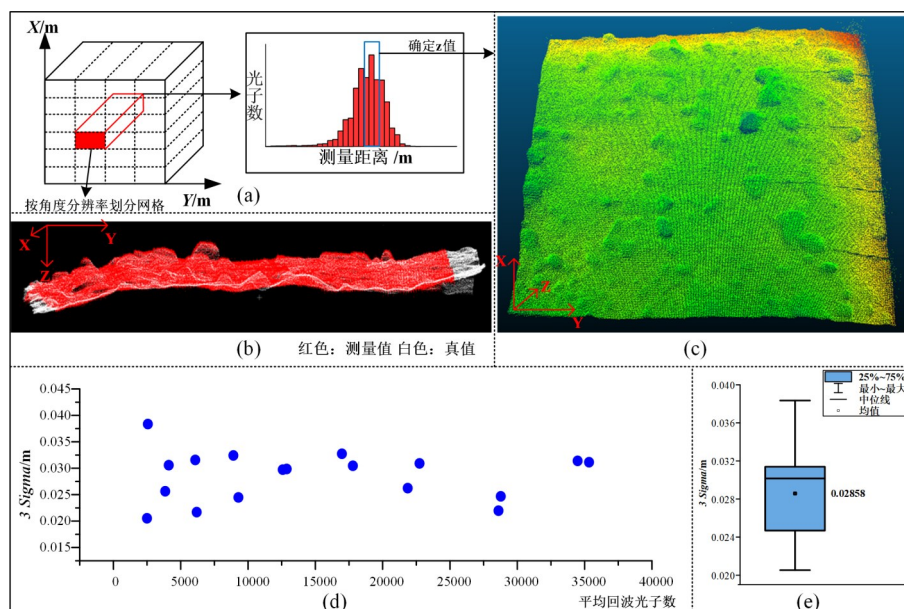 X/m
确定z值
光子数
测量距离 /m
Y/m
(a)
按角度分辨率划分网格
X
Y
Z
(b)
红色：测量值 白色：真值
X
Z
Y
(c)
0.045
0.040
0.035
0.030
0.025
0.020
0.015
3 Sigma/m
0
5000
10000
15000
20000
25000
30000
35000
40000
平均回波光子数
(d)
25%~75%
最小~最大
中位线
均值
0.040
0.036
0.032
0.028
0.024
0.020
3 Sigma/m
0.02858
(e)